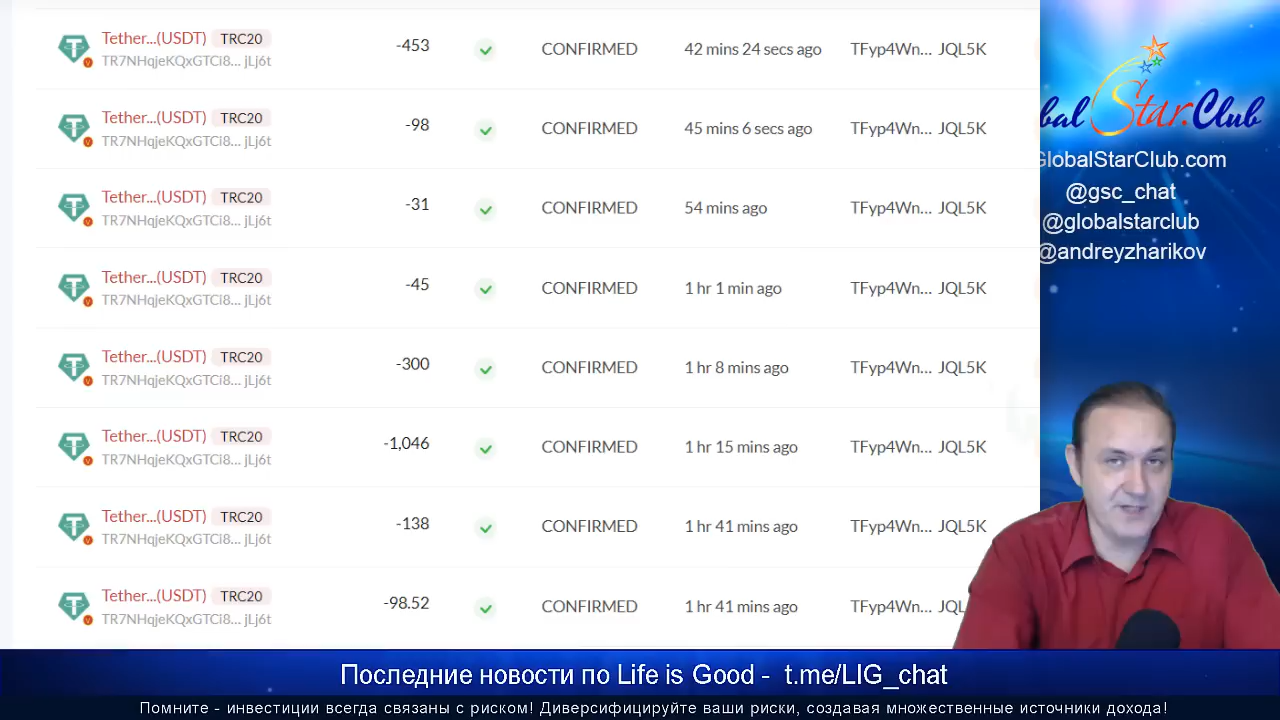 Tether...(USDT) TRC20 -453 CONFIRMED 42 mins 24 secs ago TFyp4Wn... JQL5K
TR7NHqjeKQxGTCi8... jLj6t
Tether...(USDT) TRC20 -98 CONFIRMED 45 mins 6 secs ago TFyp4Wn... JQL5K
TR7NHqjeKQxGTCi8... jLj6t
Tether...(USDT) TRC20 -31 CONFIRMED 54 mins ago TFyp4Wn... JQL5K
TR7NHqjeKQxGTCi8... jLj6t
Tether...(USDT) TRC20 -45 CONFIRMED 1 hr 1 min ago TFyp4Wn... JQL5K
TR7NHqjeKQxGTCi8... jLj6t
Tether...(USDT) TRC20 -300 CONFIRMED 1 hr 8 mins ago TFyp4Wn... JQL5K
TR7NHqjeKQxGTCi8... jLj6t
Tether...(USDT) TRC20 -1,046 CONFIRMED 1 hr 15 mins ago TFyp4Wn... JQL5K
TR7NHqjeKQxGTCi8... jLj6t
Tether...(USDT) TRC20 -138 CONFIRMED 1 hr 41 mins ago TFyp4Wn... JQL5K
TR7NHqjeKQxGTCi8... jLj6t
Tether...(USDT) TRC20 -98.52 CONFIRMED 1 hr 41 mins ago TFyp4Wn... JQL
TR7NHqjeKQxGTCi8... jLj6t
bal Star.Club
GlobalStarClub.com
@gsc_chat
@globalstarclub
@andreyzharikov
Последние новости по Life is Good - t.me/LIG_chat
Помните - инвестиции всегда связаны с риском! Диверсифицируйте ваши риски, создавая множественные источники дохода!